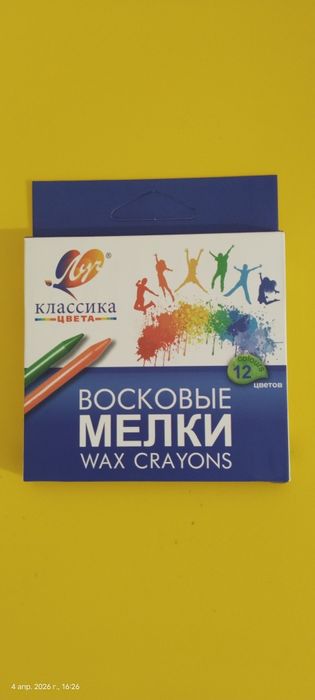 Луч®
КЛАССИКА
ЦВЕТА
colours
12
цветов
ВОСКОВЫЕ
МЕЛКИ
WAX CRAYONS
4 апр. 2026 г., 16:26